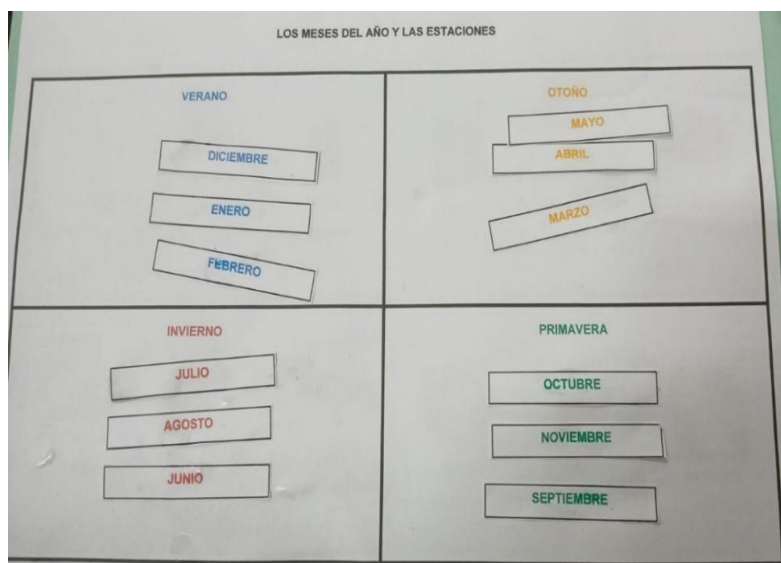 LOS MESES DEL AÑO Y LAS ESTACIONES
VERANO
DICIEMBRE
ENERO
FEBRERO
OTOÑO
MAYO
ABRIL
MARZO
INVIERNO
JULIO
AGOSTO
JUNIO
PRIMAVERA
OCTUBRE
NOVIEMBRE
SEPTIEMBRE